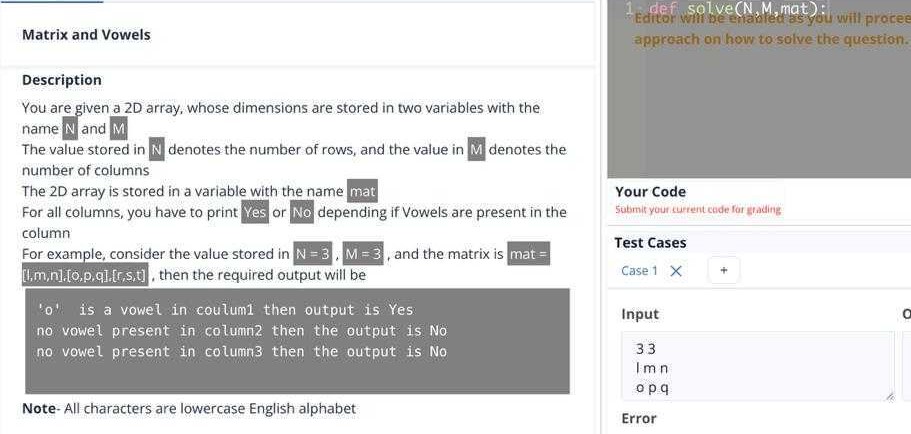 Matrix and Vowels
Description
You are given a 2D array, whose dimensions are stored in two variables with the
name N and M
The value stored in N denotes the number of rows, and the value in M denotes the
number of columns
The 2D array is stored in a variable with the name mat
For all columns, you have to print Yes or No depending if Vowels are present in the
column
For example, consider the value stored in N = 3 , M = 3 , and the matrix is mat =
[l,m,n],[o,p,q],[r,s,t] , then the required output will be
'o'  is a vowel in coulum1 then output is Yes
no vowel present in column2 then the output is No
no vowel present in column3 then the output is No
Note- All characters are lowercase English alphabet
1 def solve(N,M,mat):
Editor will be enabled as you will procee
approach on how to solve the question.
Your Code
Submit your current code for grading
Test Cases
Case 1 ✕ +
Input
3 3
l m n
o p q
Error